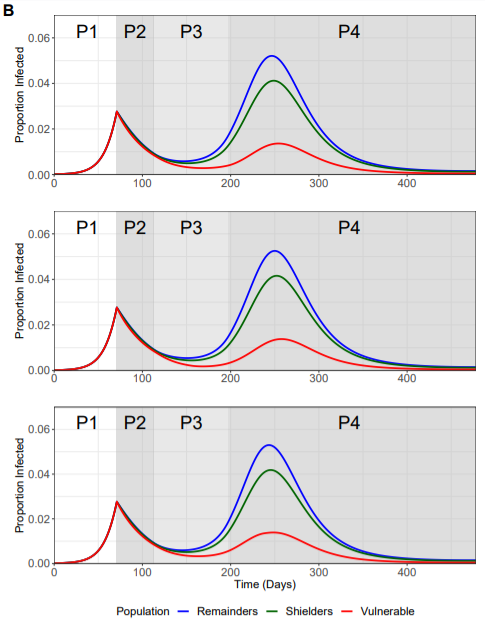 B
P1 P2 P3 P4
Proportion Infected
0.06
0.04
0.02
0.00
0 100 200 300 400
P1 P2 P3 P4
Proportion Infected
0.06
0.04
0.02
0.00
0 100 200 300 400
P1 P2 P3 P4
Proportion Infected
0.06
0.04
0.02
0.00
0 100 200 300 400
Time (Days)
Population Remainders Shielders Vulnerable